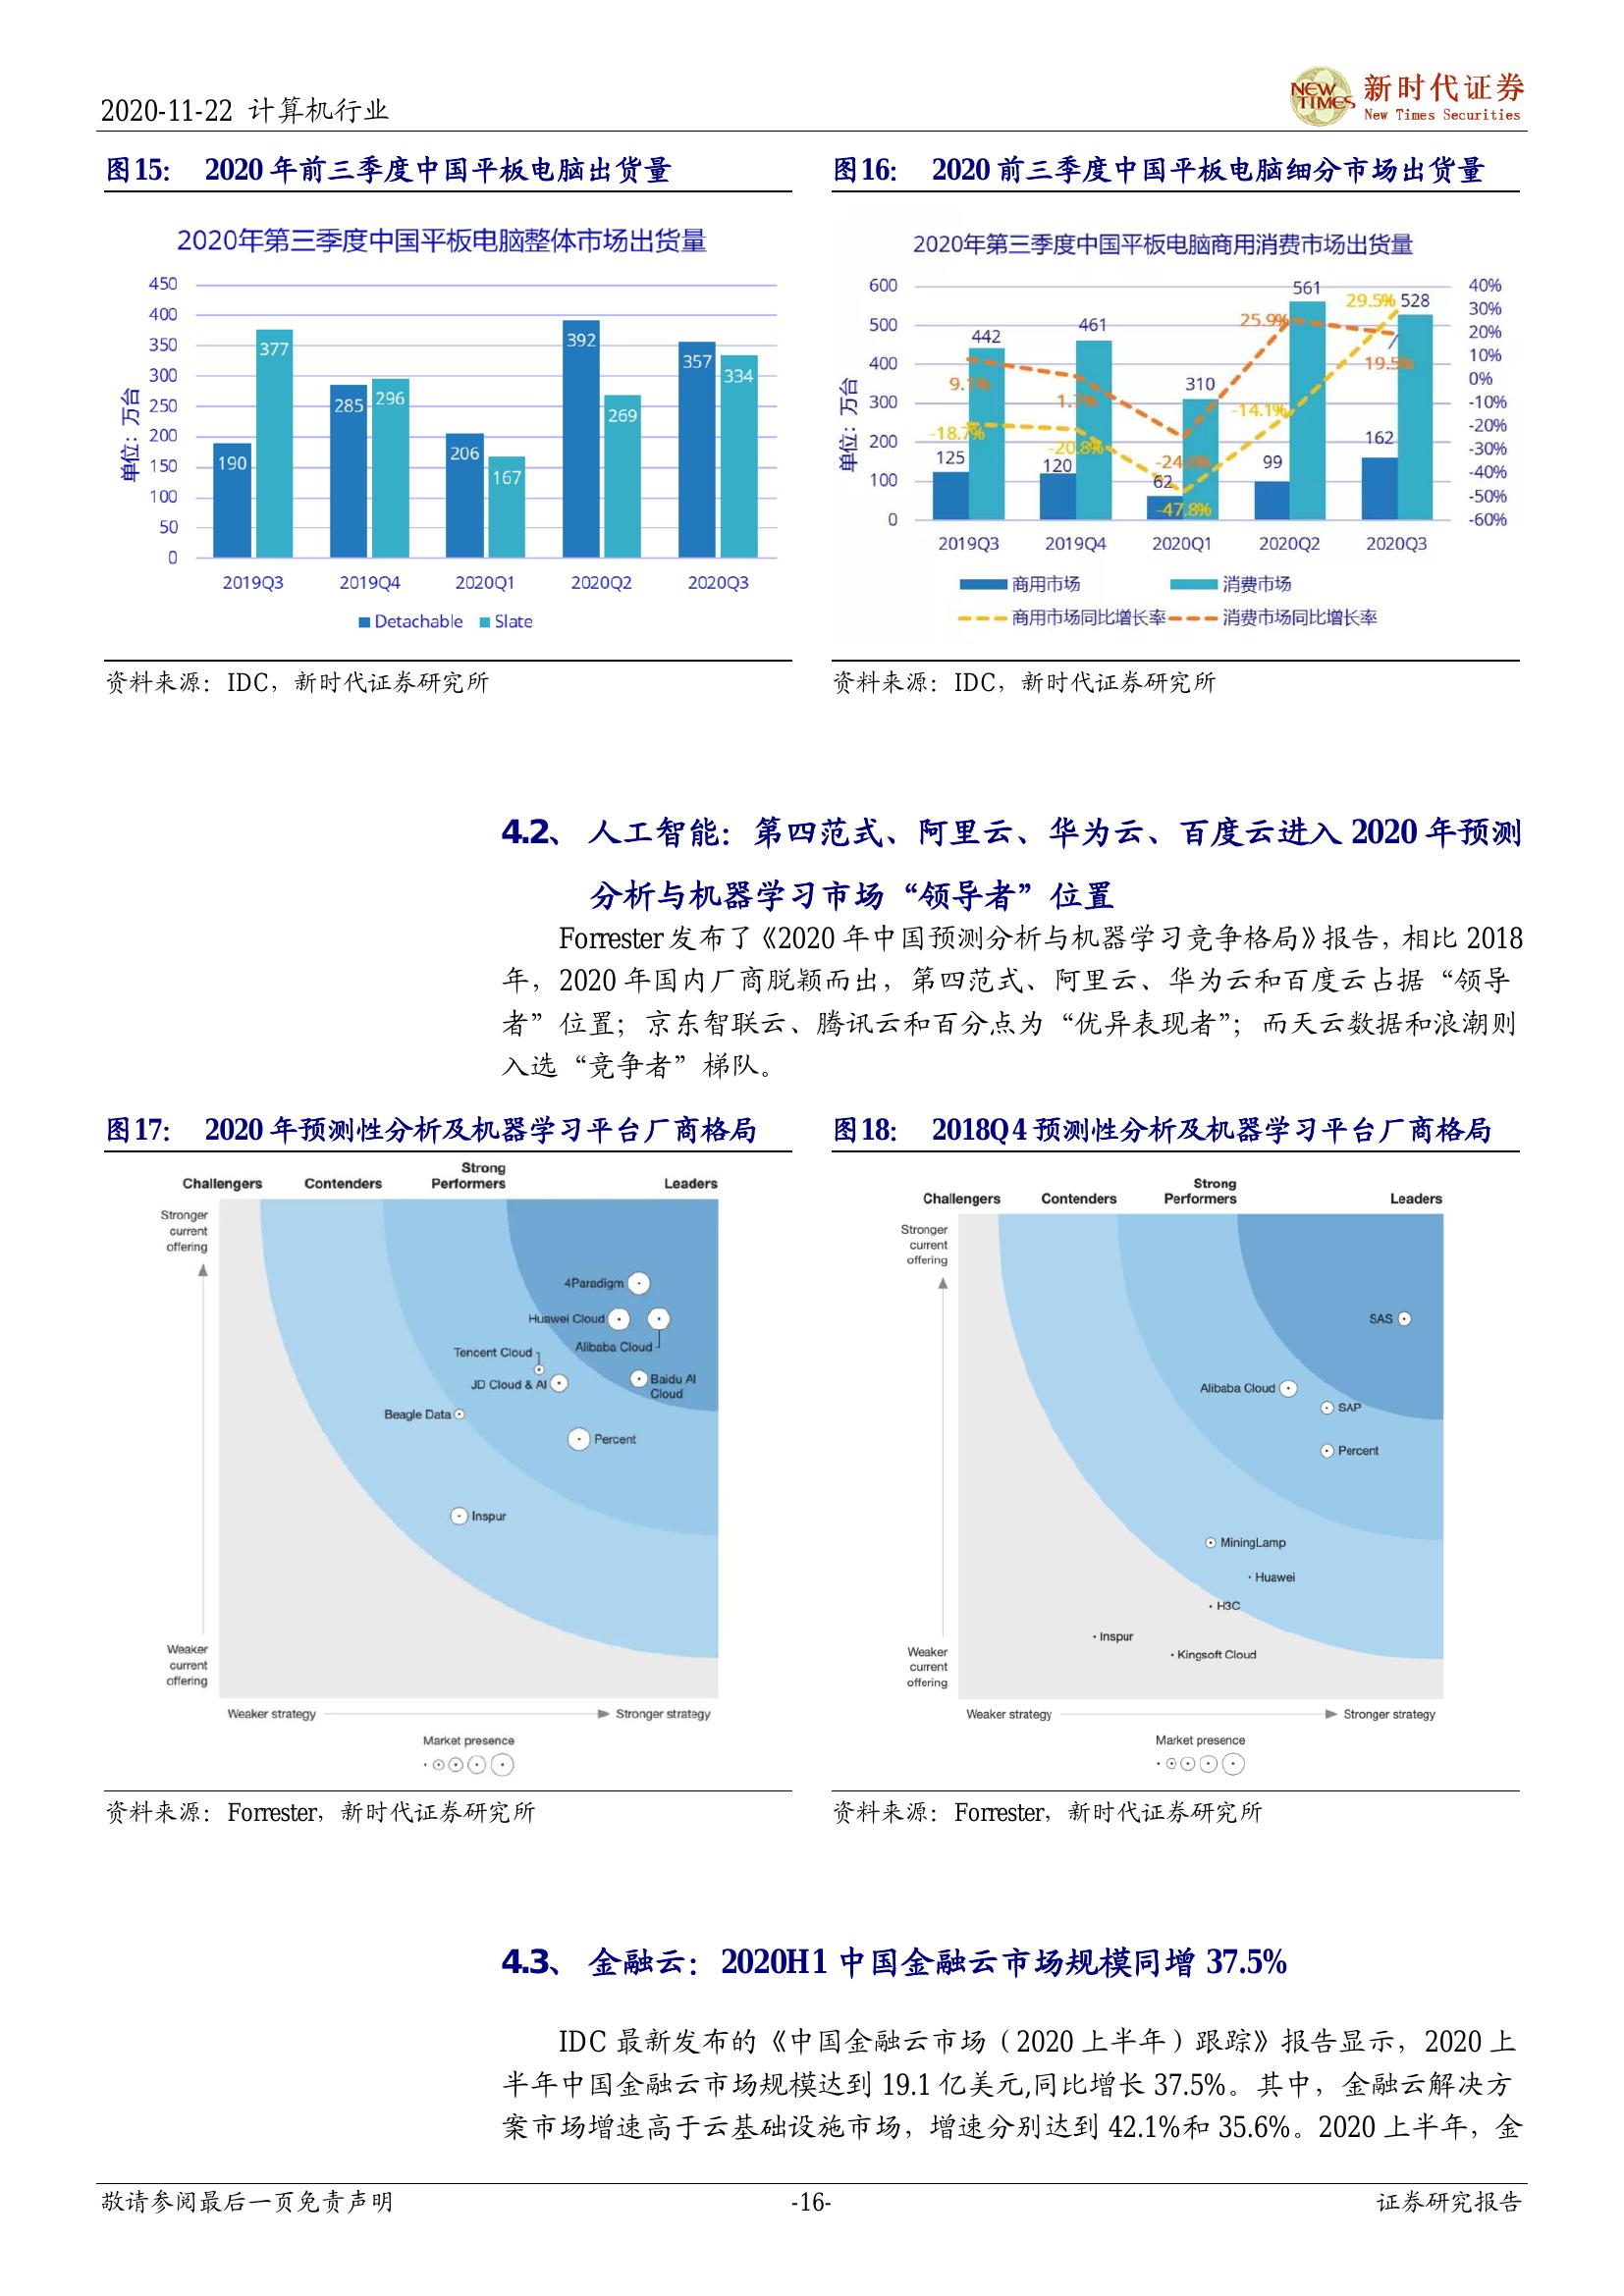 2020-11-22 计算机行业
NEW TIMES
新时代证券
New Times Securities
图15： 2020 年前三季度中国平板电脑出货量
2020年第三季度中国平板电脑整体市场出货量
单位：万台
450
400
350
300
250
200
150
100
50
0
190
377
285
296
206
167
392
269
357
334
2019Q3 2019Q4 2020Q1 2020Q2 2020Q3
Detachable Slate
资料来源：IDC，新时代证券研究所
图16： 2020 前三季度中国平板电脑细分市场出货量
2020年第三季度中国平板电脑商用消费市场出货量
单位：万台
600
500
400
300
200
100
0
40%
30%
20%
10%
0%
-10%
-20%
-30%
-40%
-50%
-60%
442
461
310
561
528
125
120
62
99
162
25.9%
19.5%
-18.7%
-20.8%
-47.8%
-14.1%
29.5%
2019Q3 2019Q4 2020Q1 2020Q2 2020Q3
商用市场 消费市场
商用市场同比增长率 消费市场同比增长率
资料来源：IDC，新时代证券研究所
4.2、 人工智能：第四范式、阿里云、华为云、百度云进入 2020 年预测
分析与机器学习市场“领导者”位置
Forrester 发布了《2020 年中国预测分析与机器学习竞争格局》报告，相比 2018
年，2020 年国内厂商脱颖而出，第四范式、阿里云、华为云和百度云占据“领导
者”位置；京东智联云、腾讯云和百分点为“优异表现者”；而天云数据和浪潮则
入选“竞争者”梯队。
图17： 2020 年预测性分析及机器学习平台厂商格局
Challengers Contenders Strong Performers Leaders
Stronger
current
offering
4Paradigm
Huawei Cloud
Alibaba Cloud
Tencent Cloud
JD Cloud & AI
Baidu AI
Cloud
Beagle Data
Percent
Inspur
Weaker
current
offering
Weaker strategy Stronger strategy
Market presence
资料来源：Forrester，新时代证券研究所
图18： 2018Q4 预测性分析及机器学习平台厂商格局
Challengers Contenders Strong Performers Leaders
Stronger
current
offering
SAS
Alibaba Cloud
SAP
Percent
MiningLamp
Huawei
H3C
Inspur
Kingsoft Cloud
Weaker
current
offering
Weaker strategy Stronger strategy
Market presence
资料来源：Forrester，新时代证券研究所
4.3、 金融云：2020H1 中国金融云市场规模同增 37.5%
IDC 最新发布的《中国金融云市场（2020 上半年）跟踪》报告显示，2020 上
半年中国金融云市场规模达到 19.1 亿美元,同比增长 37.5%。其中，金融云解决方
案市场增速高于云基础设施市场，增速分别达到 42.1%和 35.6%。2020 上半年，金
敬请参阅最后一页免责声明 -16- 证券研究报告